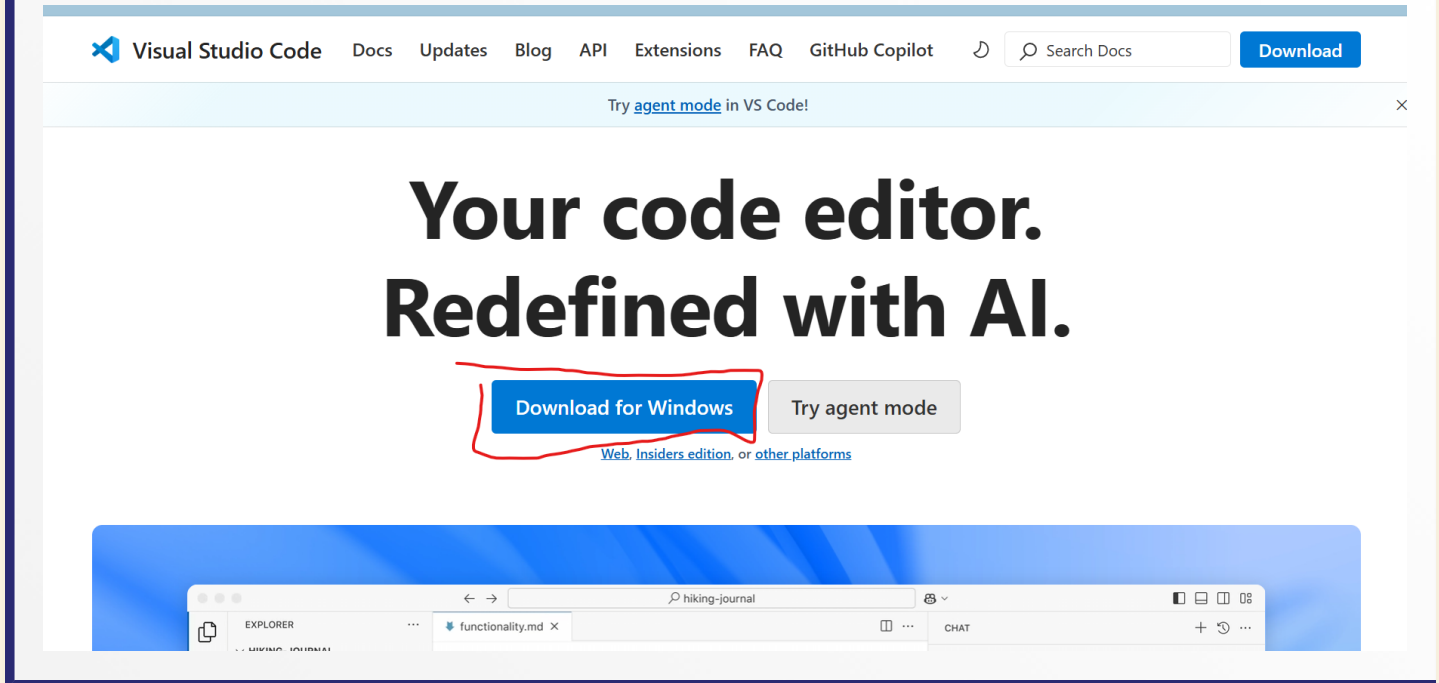 Visual Studio Code Docs Updates Blog API Extensions FAQ GitHub Copilot Search Docs Download
Try agent mode in VS Code!
Your code editor.
Redefined with AI.
Download for Windows Try agent mode
Web, Insiders edition, or other platforms
hiking-journal
EXPLORER functionality.md CHAT
HIKING-JOURNAL